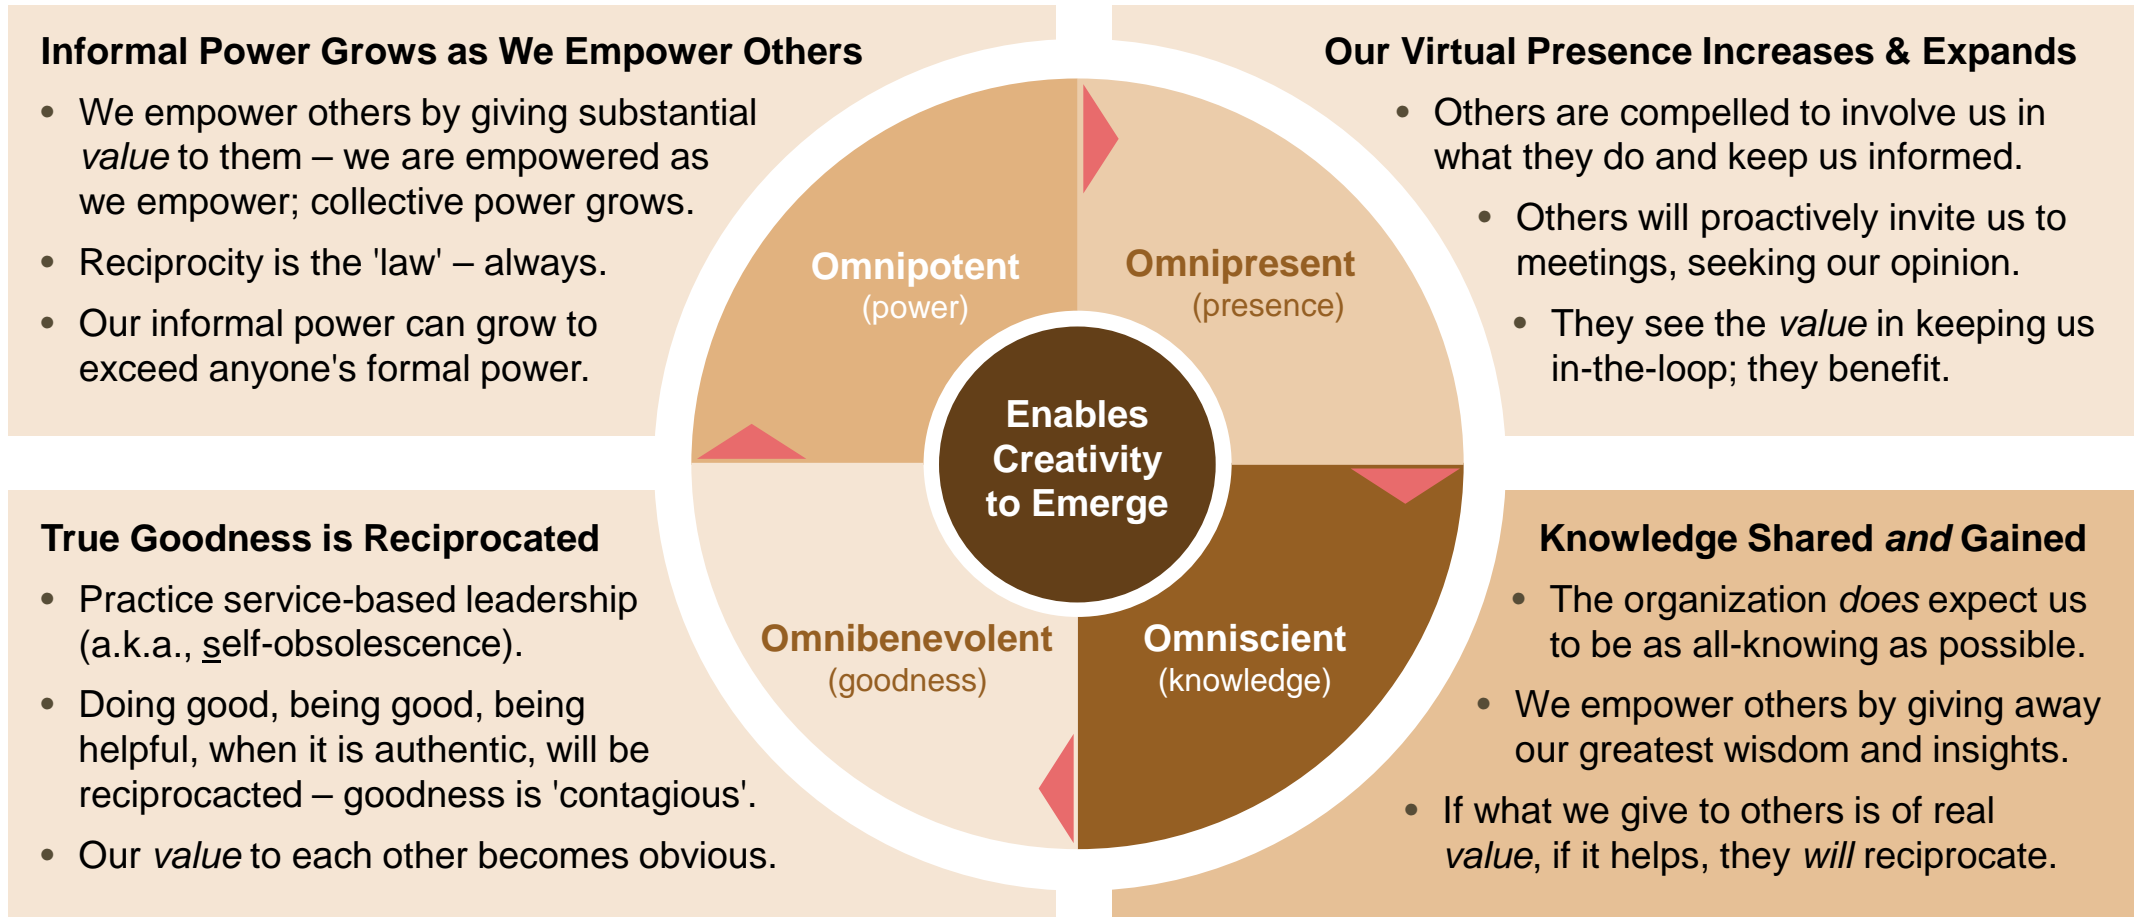 Informal Power Grows as We Empower Others
• We empower others by giving substantial
value to them – we are empowered as
we empower; collective power grows.
• Reciprocity is the 'law' – always.
• Our informal power can grow to
exceed anyone's formal power.
Our Virtual Presence Increases & Expands
• Others are compelled to involve us in
what they do and keep us informed.
• Others will proactively invite us to
meetings, seeking our opinion.
• They see the value in keeping us
in-the-loop; they benefit.
Omnipotent
(power)
Omnipresent
(presence)
Enables
Creativity
to Emerge
Omnibenevolent
(goodness)
Omniscient
(knowledge)
True Goodness is Reciprocated
• Practice service-based leadership
(a.k.a., self-obsolescence).
• Doing good, being good, being
helpful, when it is authentic, will be
reciprocacted – goodness is 'contagious'.
• Our value to each other becomes obvious.
Knowledge Shared and Gained
• The organization does expect us
to be as all-knowing as possible.
• We empower others by giving away
our greatest wisdom and insights.
• If what we give to others is of real
value, if it helps, they will reciprocate.